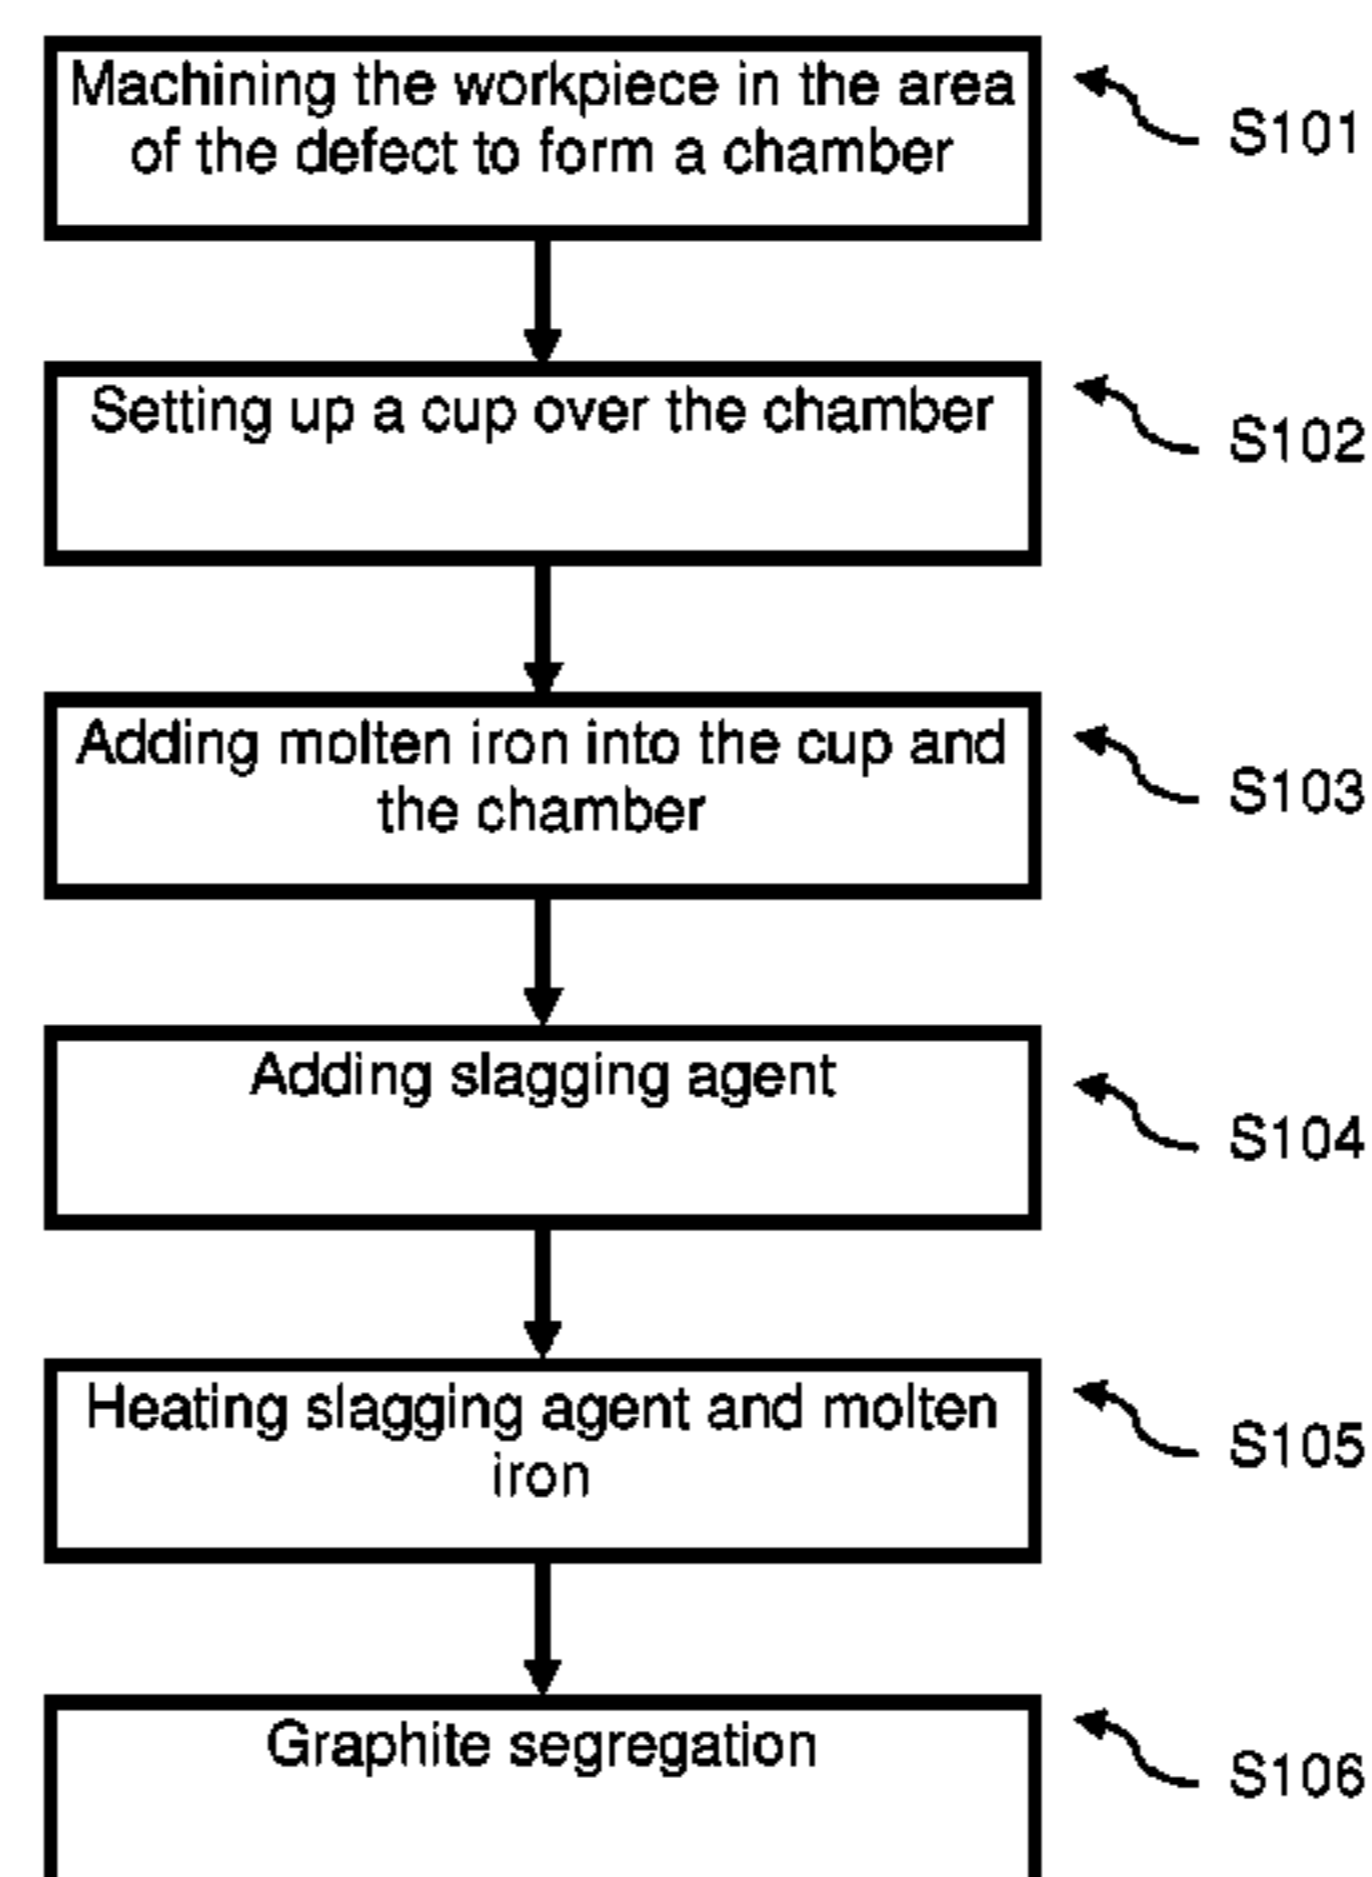 Machining the workpiece in the area
of the defect to form a chamber
S101
Setting up a cup over the chamber
S102
Adding molten iron into the cup and
the chamber
S103
Adding slagging agent
S104
Heating slagging agent and molten
iron
S105
Graphite segregation
S106